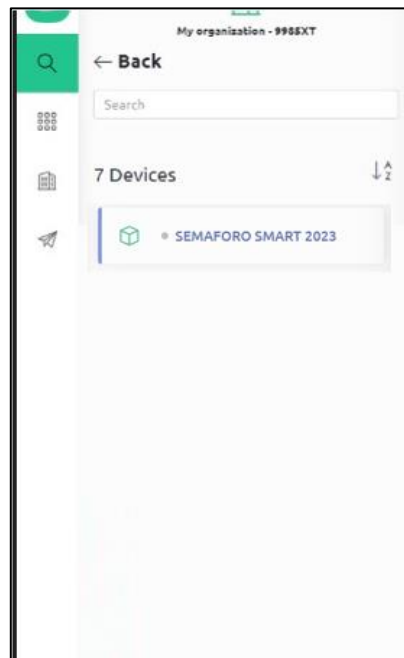 My organization - 9985XT
← Back
Search
7 Devices
A
Z
SEMAFORO SMART 2023